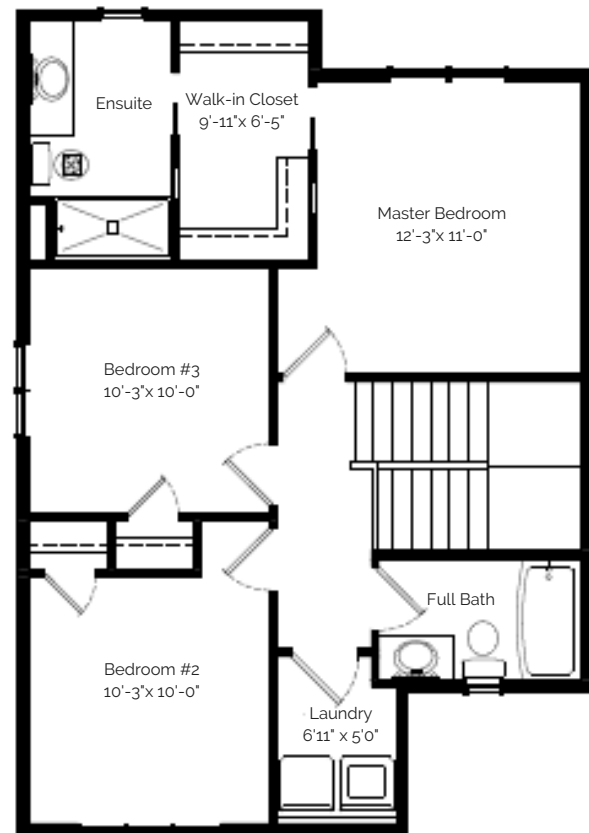 Ensuite
Walk-in Closet
9'-11"x 6'-5"
Master Bedroom
12'-3"x 11'-0"
Bedroom #3
10'-3"x 10'-0"
Full Bath
Bedroom #2
10'-3"x 10'-0"
Laundry
6'11" x 5'0"